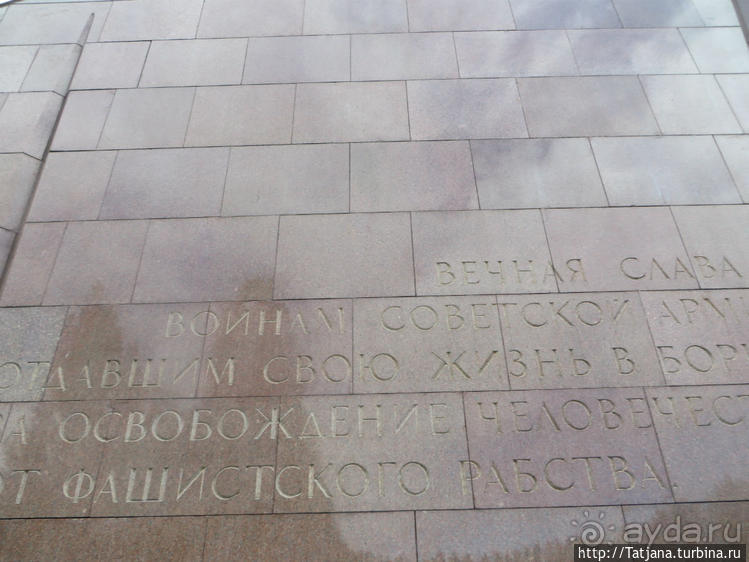 ВЕЧНАЯ СЛАВА
ВОИНАМ СОВЕТСКОЙ
ОТДАВШИМ СВОЮ ЖИЗНЬ В
ОСВОБОЖДЕНИЕ
ОТ ФАШИСТСКОГО РАБСТВА.
ayda.ru
http://Tatjana.turbina.ru